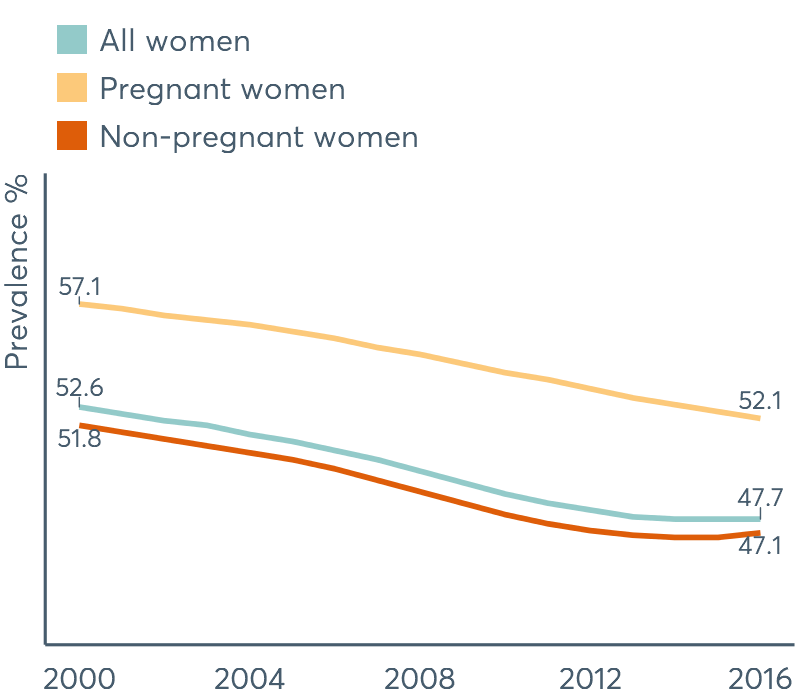 All women
Pregnant women
Non-pregnant women
Prevalence %
57.1
52.6
51.8
52.1
47.7
47.1
2000 2004 2008 2012 2016